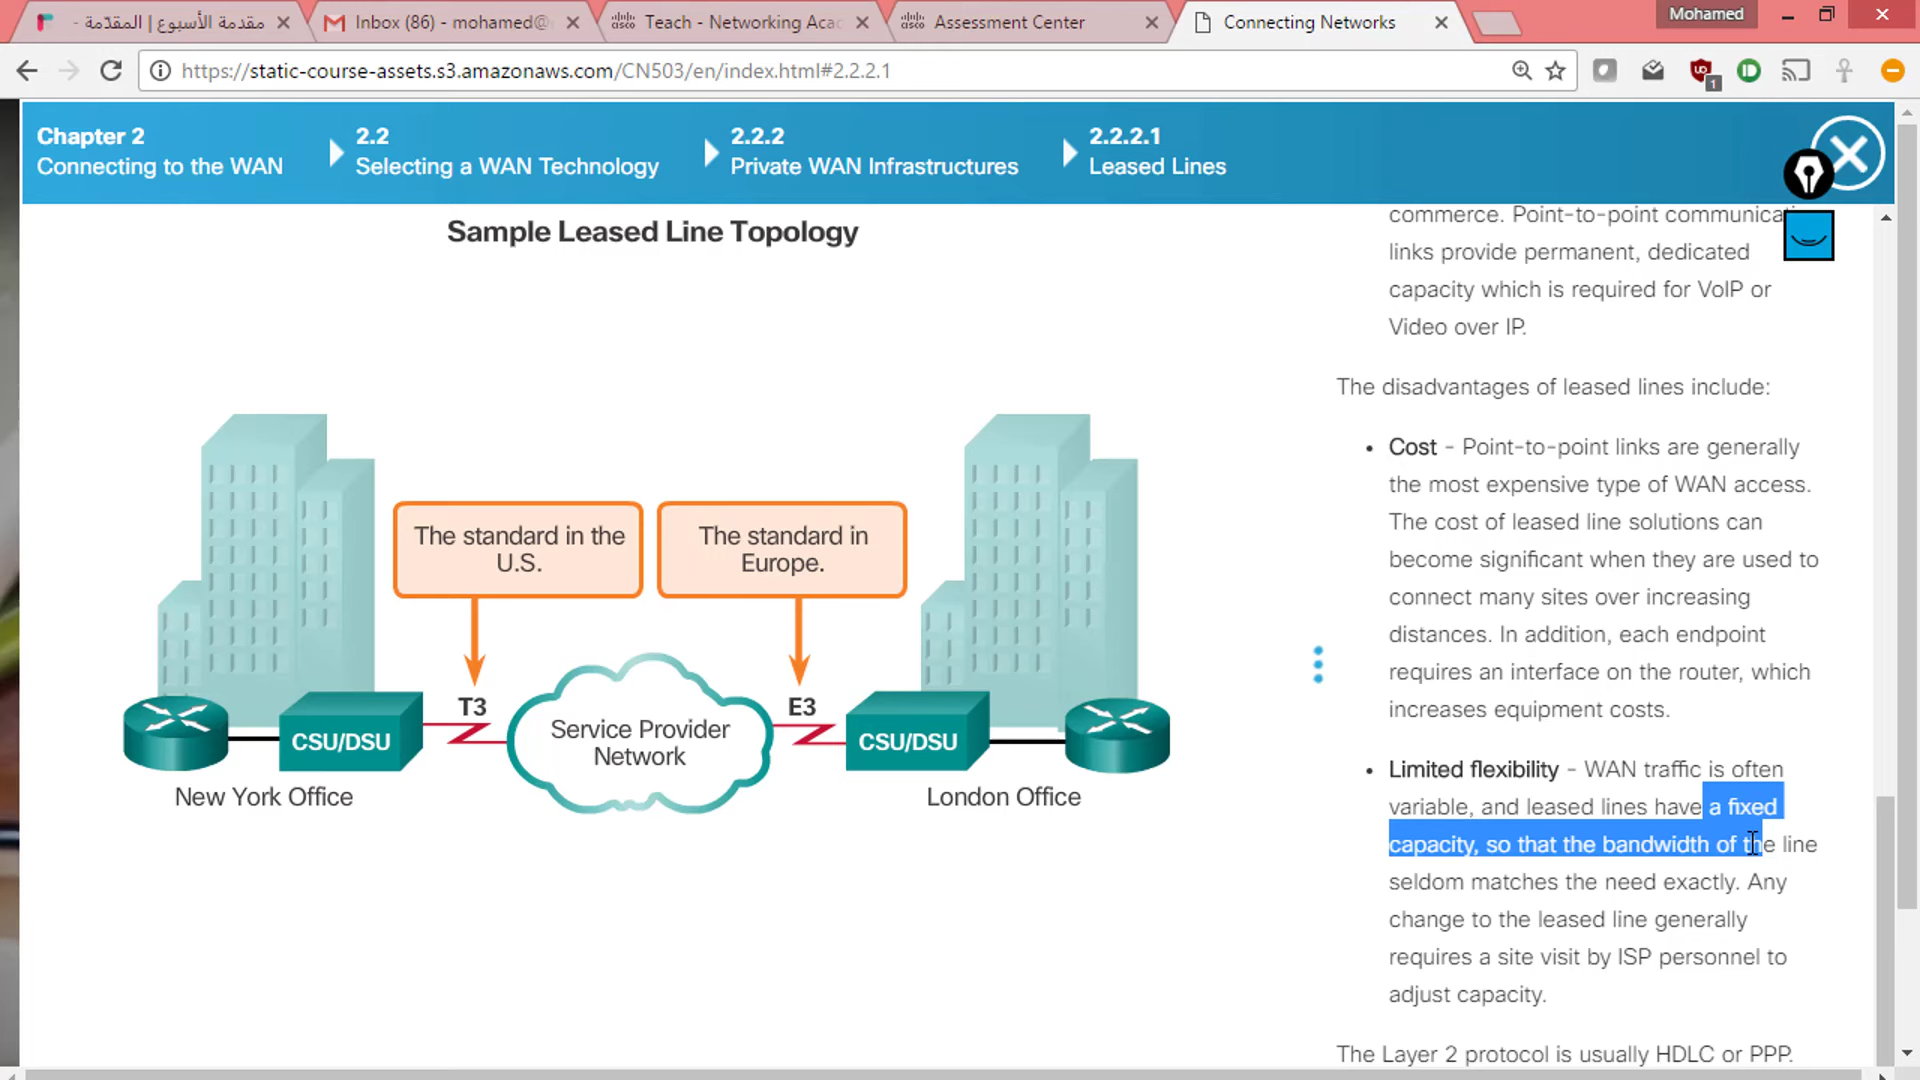 مقدمة الأسبوع | المقدّمة -
Inbox (86) - mohamed@
Teach - Networking Aca
Assessment Center
Connecting Networks
Mohamed
https://static-course-assets.s3.amazonaws.com/CN503/en/index.html#2.2.2.1
1
Chapter 2
Connecting to the WAN
2.2
Selecting a WAN Technology
2.2.2
Private WAN Infrastructures
2.2.2.1
Leased Lines
Sample Leased Line Topology
The standard in the
U.S.
The standard in
Europe.
T3
E3
CSU/DSU
Service Provider
Network
CSU/DSU
New York Office
London Office
commerce. Point-to-point communicat
links provide permanent, dedicated
capacity which is required for VoIP or
Video over IP.
The disadvantages of leased lines include:
• Cost - Point-to-point links are generally
the most expensive type of WAN access.
The cost of leased line solutions can
become significant when they are used to
connect many sites over increasing
distances. In addition, each endpoint
requires an interface on the router, which
increases equipment costs.
• Limited flexibility - WAN traffic is often
variable, and leased lines have a fixed
capacity, so that the bandwidth of the line
seldom matches the need exactly. Any
change to the leased line generally
requires a site visit by ISP personnel to
adjust capacity.
The Layer 2 protocol is usually HDLC or PPP.